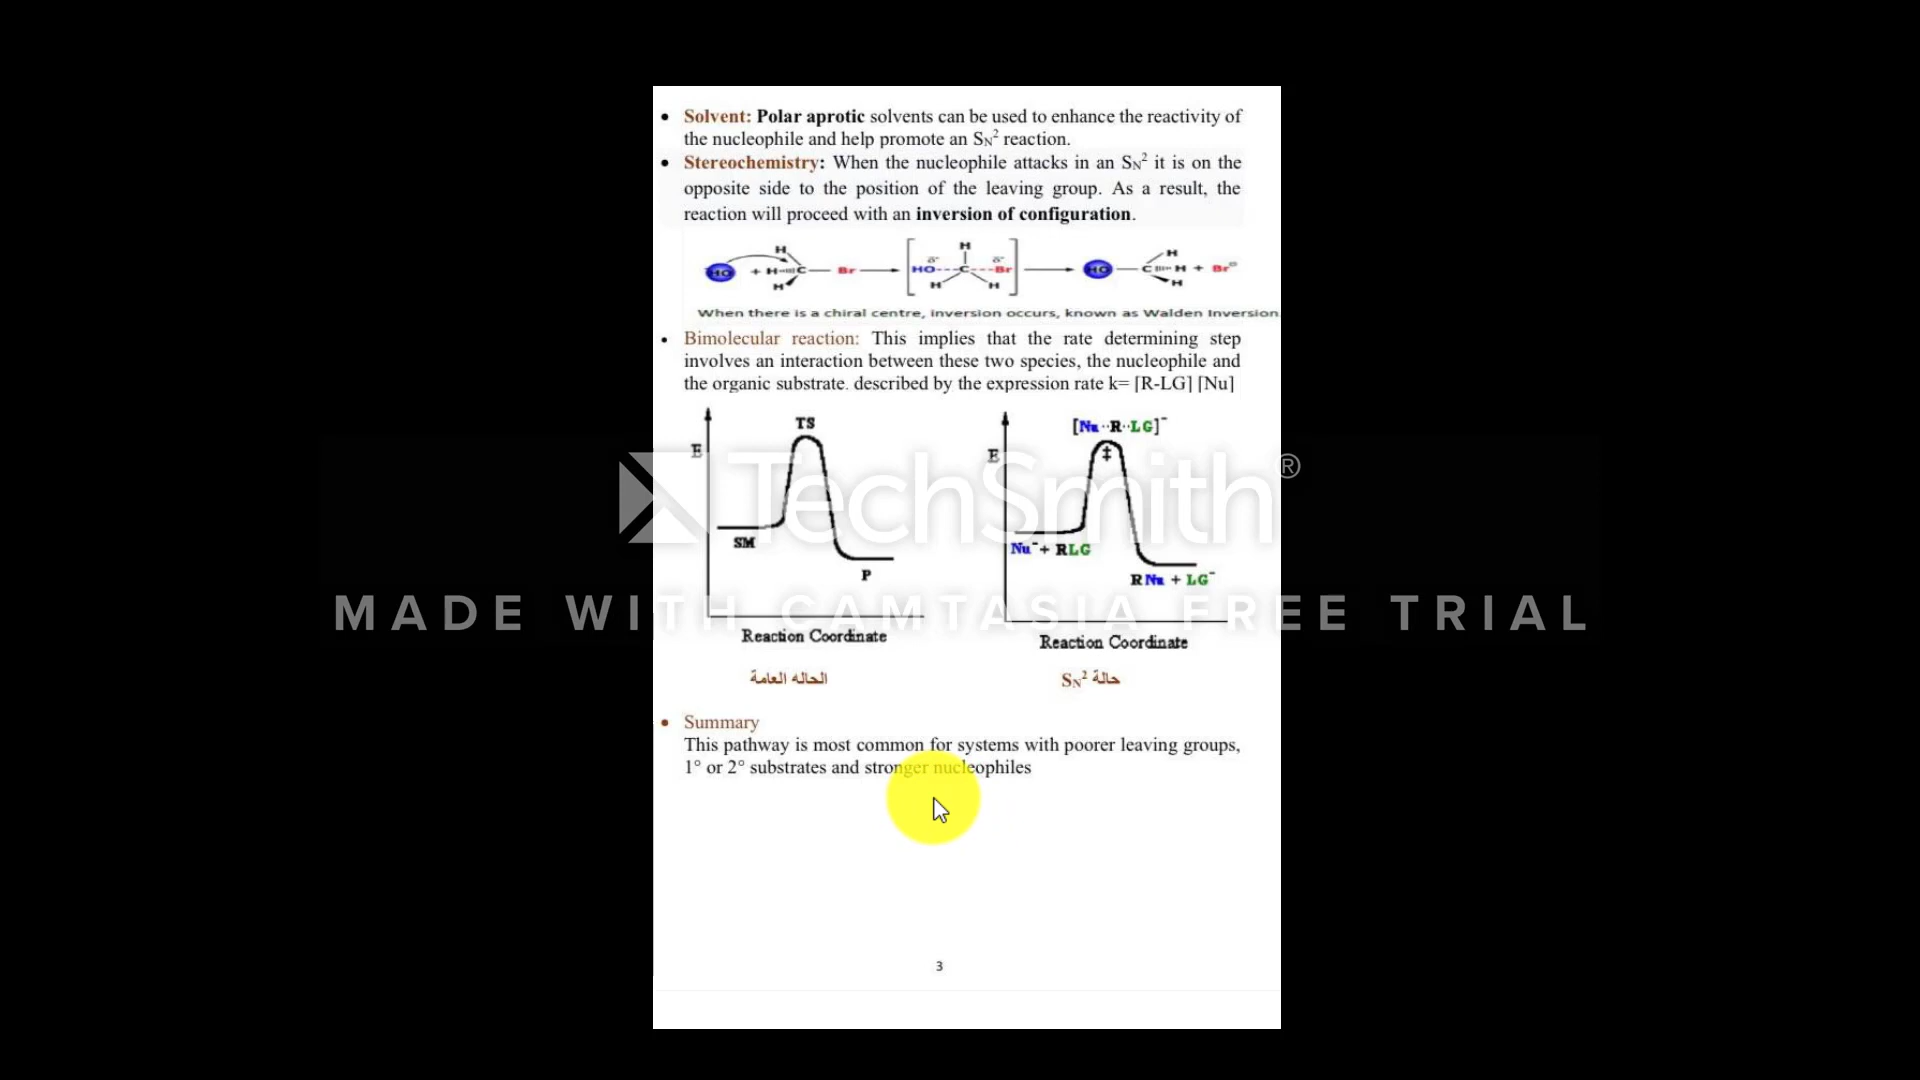 • Solvent: Polar aprotic solvents can be used to enhance the reactivity of
the nucleophile and help promote an SN2 reaction.
• Stereochemistry: When the nucleophile attacks in an SN2 it is on the
opposite side to the position of the leaving group. As a result, the
reaction will proceed with an inversion of configuration.
H H H
HO + H C Br HO C Br HO C H + Br⊖
δ- δ-
H H H H
When there is a chiral centre, inversion occurs, known as Walden Inversion.
• Bimolecular reaction: This implies that the rate determining step
involves an interaction between these two species, the nucleophile and
the organic substrate. described by the expression rate k= [R-LG] [Nu]
TS
E
SM
P
Reaction Coordinate
الحاله العامة
[Nu··R··LG]-
‡
E
Nu- + RLG
RNu + LG-
Reaction Coordinate
حالة SN2
TechSmith®
MADE WITH CAMTASIA FREE TRIAL
• Summary
This pathway is most common for systems with poorer leaving groups,
1° or 2° substrates and stronger nucleophiles
3